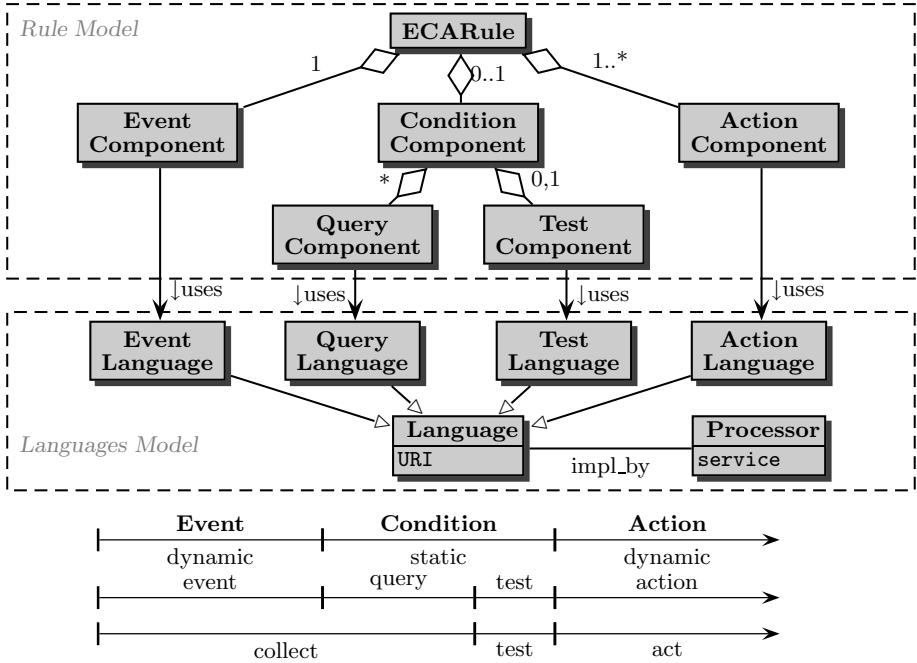 Rule Model
ECARule
1
0..1
1..*
Event
Component
Condition
Component
Action
Component
*
0,1
Query
Component
Test
Component
↓uses
↓uses
↓uses
↓uses
Event
Language
Query
Language
Test
Language
Action
Language
Languages Model
Language
URI
impl_by
Processor
service
Event Condition Action
dynamic static dynamic
event query test action
collect test act